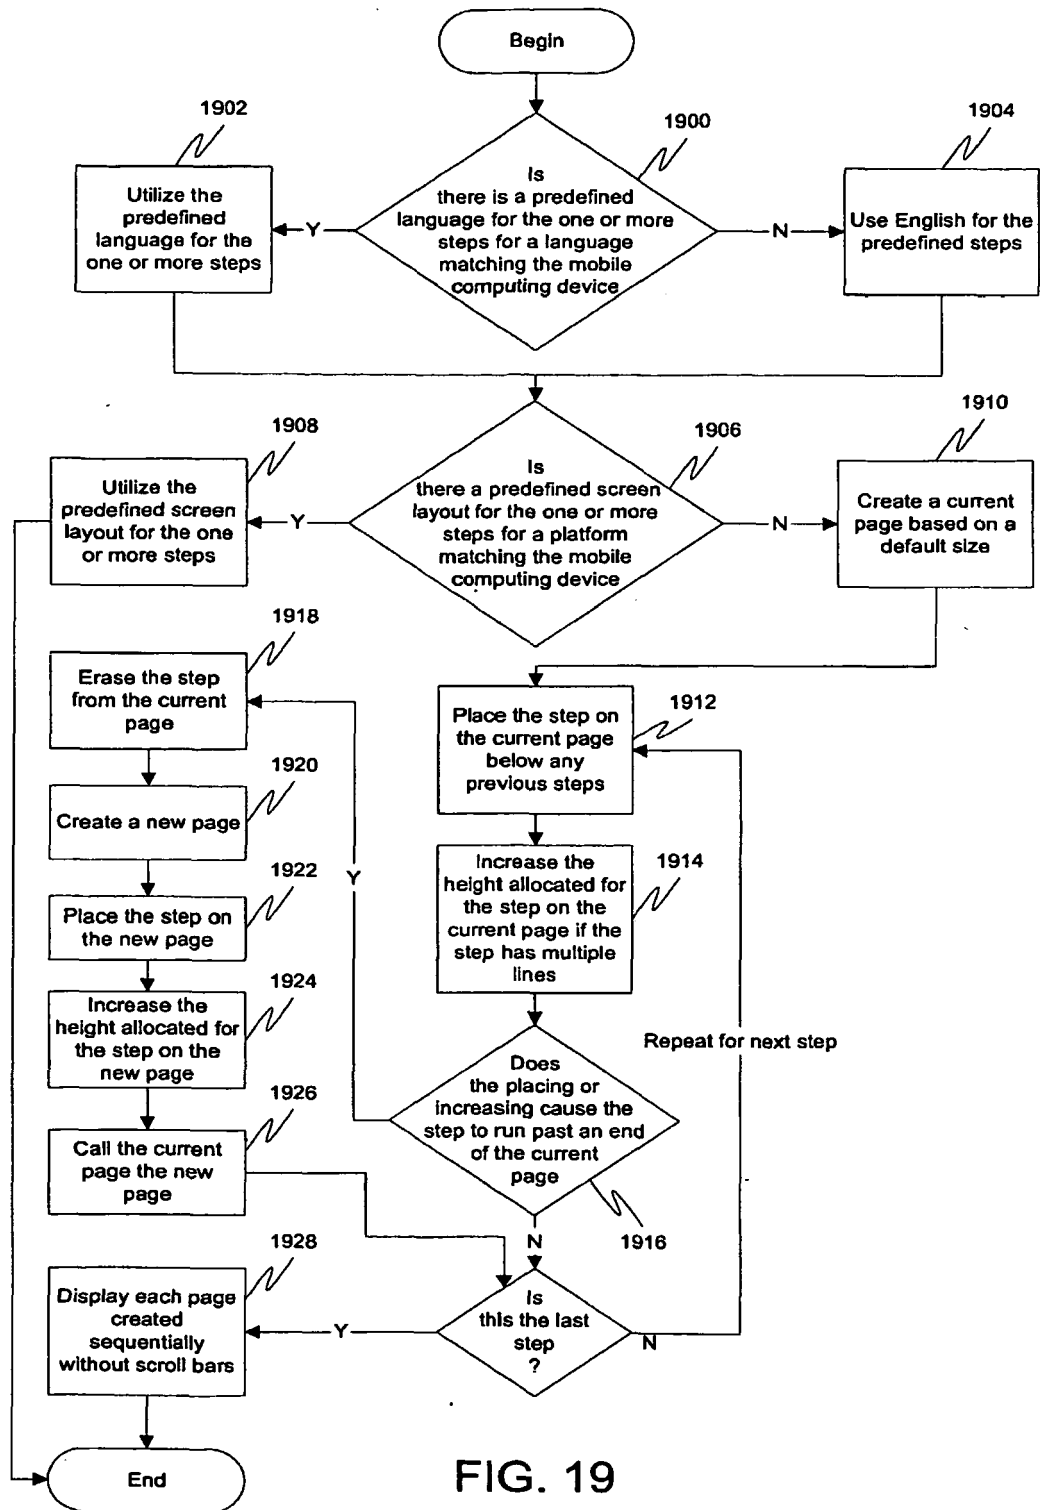 Begin
1902
1900
1904
Utilize the
predefined
language for the
one or more steps
Y
Is
there is a predefined
language for the one or more
steps for a language
matching the mobile
computing device
N
Use English for the
predefined steps
1908
1906
1910
Utilize the
predefined screen
layout for the one
or more steps
Y
Is
there a predefined screen
layout for the one or more
steps for a platform
matching the mobile
computing device
N
Create a current
page based on a
default size
1918
Erase the step
from the current
page
1912
Place the step on
the current page
below any
previous steps
1920
Create a new page
Y
1914
Increase the
height allocated for
the step on the
current page if the
step has multiple
lines
1922
Place the step on
the new page
1924
Increase the
height allocated for
the step on the
new page
Repeat for next step
Does
the placing or
increasing cause the
step to run past an end
of the current
page
1926
Call the current
page the new
page
1916
N
1928
Display each page
created
sequentially
without scroll bars
Y
Is
this the last
step
?
N
End
FIG. 19